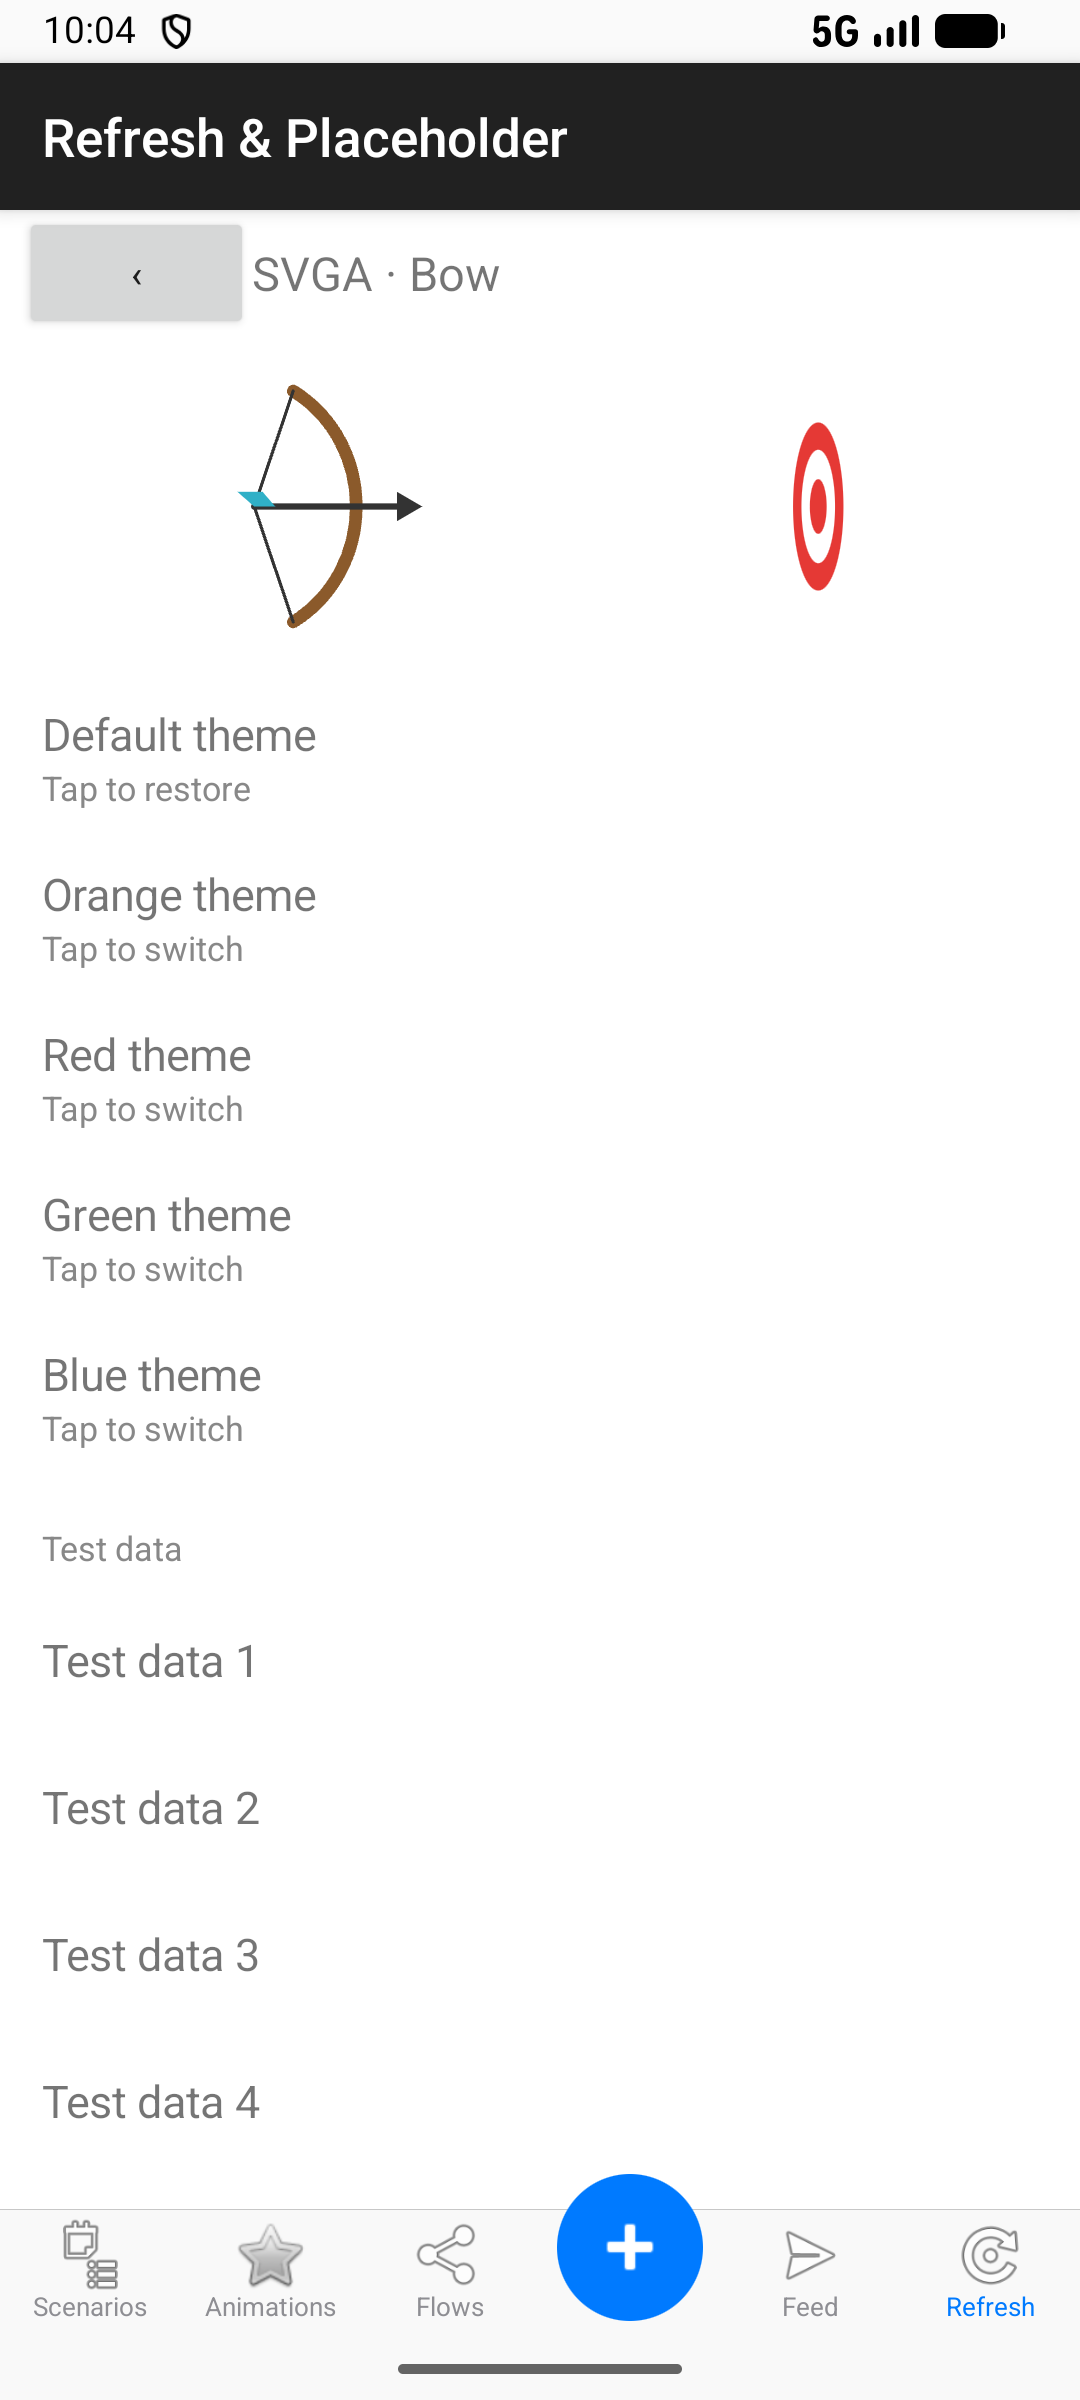 10:04
5G
Refresh & Placeholder
‹
SVGA · Bow
Default theme
Tap to restore
Orange theme
Tap to switch
Red theme
Tap to switch
Green theme
Tap to switch
Blue theme
Tap to switch
Test data
Test data 1
Test data 2
Test data 3
Test data 4
Scenarios
Animations
Flows
Feed
Refresh